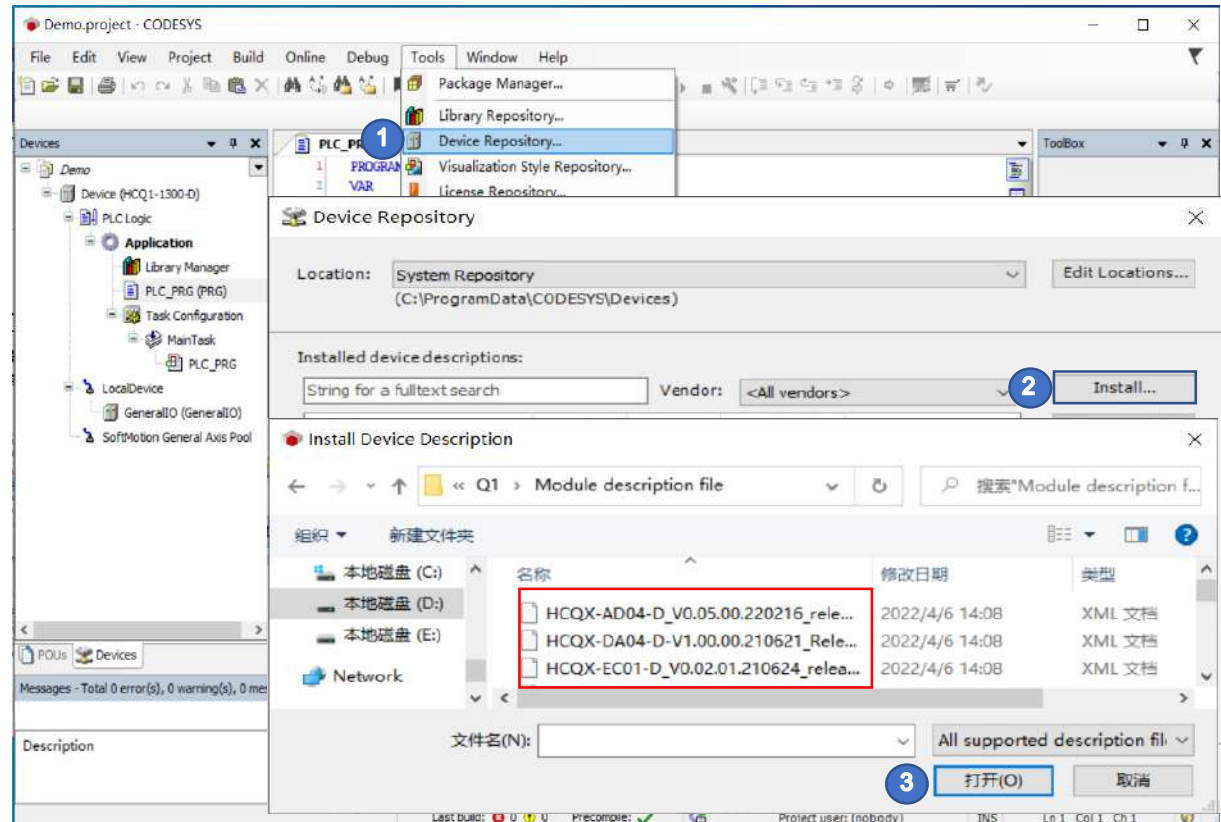 Demo.project - CODESYS
File Edit View Project Build Online Debug Tools Window Help
Package Manager...
Library Repository...
1 Device Repository...
Visualization Style Repository...
License Repository...
Devices
Demo
Device (HCQ1-1300-D)
PLC Logic
Application
Library Manager
PLC_PRG (PRG)
Task Configuration
MainTask
PLC_PRG
LocalDevice
GeneralIO (GeneralIO)
SoftMotion General Axis Pool
POUs Devices
Messages - Total 0 error(s), 0 warning(s), 0 mes
Description
PLC_PR
1
2 VAR
ToolBox
Device Repository
Location: System Repository Edit Locations...
(C:\ProgramData\CODESYS\Devices)
Installed device descriptions:
String for a fulltext search Vendor: <All vendors> 2 Install...
Install Device Description
« Q1 › Module description file 搜索"Module description f...
组织 新建文件夹
本地磁盘 (C:)
本地磁盘 (D:)
本地磁盘 (E:)
Network
名称 修改日期 类型
HCQX-AD04-D_V0.05.00.220216_rele... 2022/4/6 14:08 XML 文档
HCQX-DA04-D-V1.00.00.210621_Rele... 2022/4/6 14:08 XML 文档
HCQX-EC01-D_V0.02.01.210624_relea... 2022/4/6 14:08 XML 文档
文件名(N): All supported description fil
3 打开(O) 取消
Last build: 0 0 Precompile: Project user: (nobody) INS Ln 1 Col 1 Ch 1